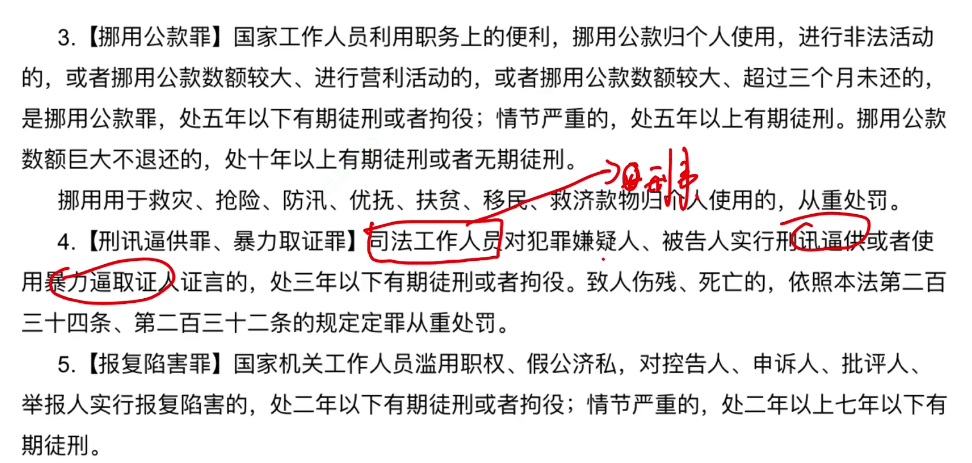 3.【挪用公款罪】国家工作人员利用职务上的便利，挪用公款归个人使用，进行非法活动
的，或者挪用公款数额较大、进行营利活动的，或者挪用公款数额较大、超过三个月未还的，
是挪用公款罪，处五年以下有期徒刑或者拘役；情节严重的，处五年以上有期徒刑。挪用公款
数额巨大不退还的，处十年以上有期徒刑或者无期徒刑。
挪用用于救灾、抢险、防汛、优抚、扶贫、移民、救济款物归个人使用的，从重处罚。
4.【刑讯逼供罪、暴力取证罪】司法工作人员对犯罪嫌疑人、被告人实行刑讯逼供或者使
用暴力逼取证人证言的，处三年以下有期徒刑或者拘役。致人伤残、死亡的，依照本法第二百
三十四条、第二百三十二条的规定定罪从重处罚。
5.【报复陷害罪】国家机关工作人员滥用职权、假公济私，对控告人、申诉人、批评人、
举报人实行报复陷害的，处二年以下有期徒刑或者拘役；情节严重的，处二年以上七年以下有
期徒刑。